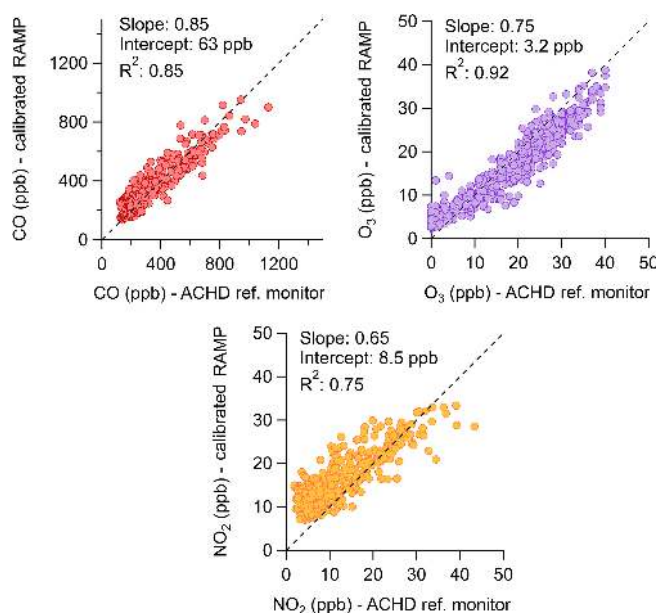 Slope: 0.85
Intercept: 63 ppb
R²: 0.85
1200
800
400
0
0
400
800
1200
CO (ppb) - calibrated RAMP
CO (ppb) - ACHD ref. monitor
Slope: 0.75
Intercept: 3.2 ppb
R²: 0.92
50
40
30
20
10
0
0
10
20
30
40
50
O₃ (ppb) - calibrated RAMP
O₃ (ppb) - ACHD ref. monitor
Slope: 0.65
Intercept: 8.5 ppb
R²: 0.75
50
40
30
20
10
0
0
10
20
30
40
50
NO₂ (ppb) - calibrated RAMP
NO₂ (ppb) - ACHD ref. monitor